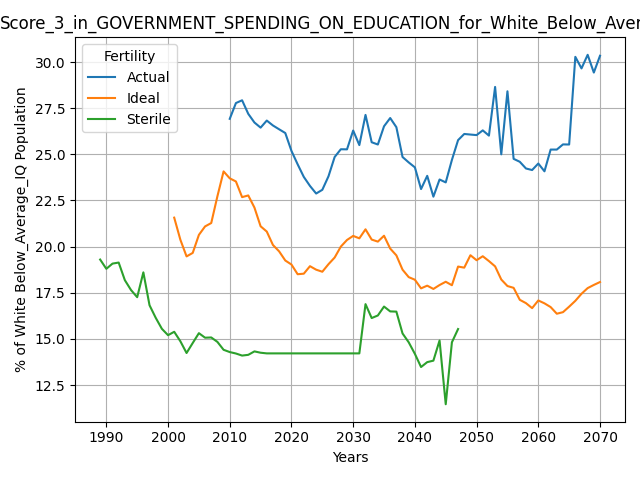 Score_3_in_GOVERNMENT_SPENDING_ON_EDUCATION_for_White_Below_Aver
Fertility
Actual
Ideal
Sterile
% of White Below_Average_IQ Population
30.0
27.5
25.0
22.5
20.0
17.5
15.0
12.5
1990 2000 2010 2020 2030 2040 2050 2060 2070
Years